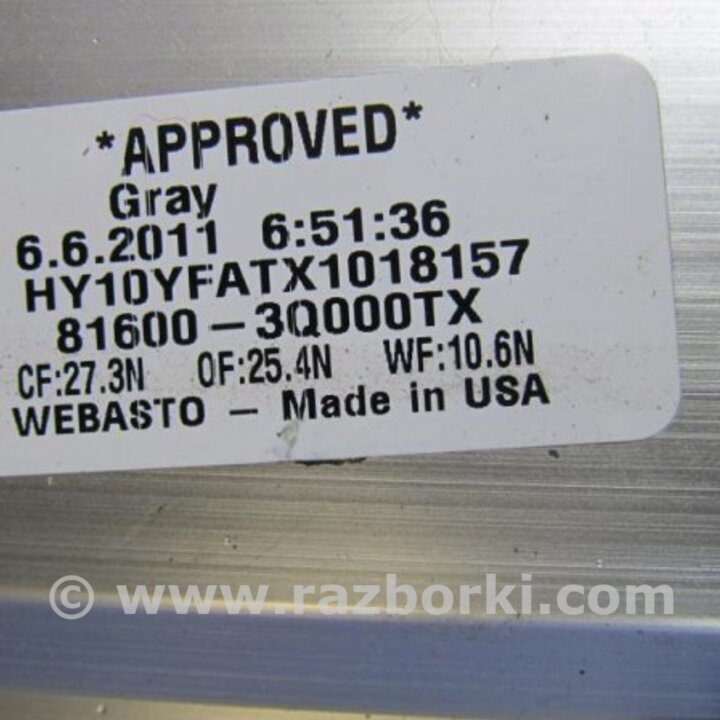 *APPROVED*
Gray
6.6.2011 6:51:36
HY10YFATX1018157
81600-3Q000TX
CF:27.3N OF:25.4N WF:10.6N
WEBASTO - Made in USA
© www.razborki.com